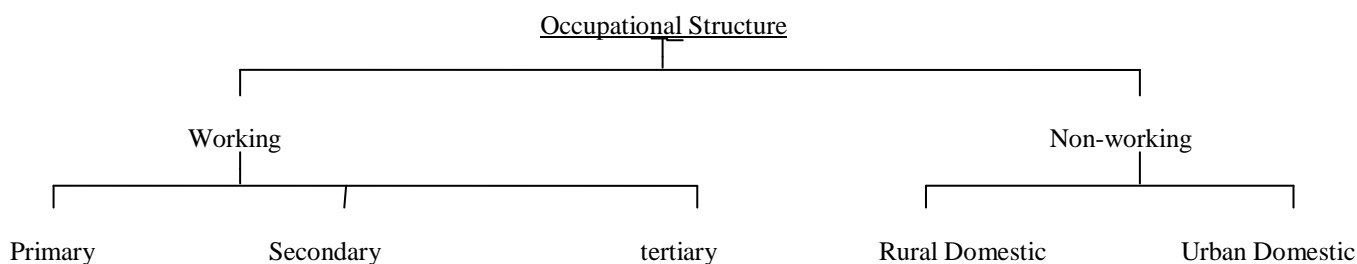 Occupational Structure
Working Non-working
Primary Secondary tertiary Rural Domestic Urban Domestic